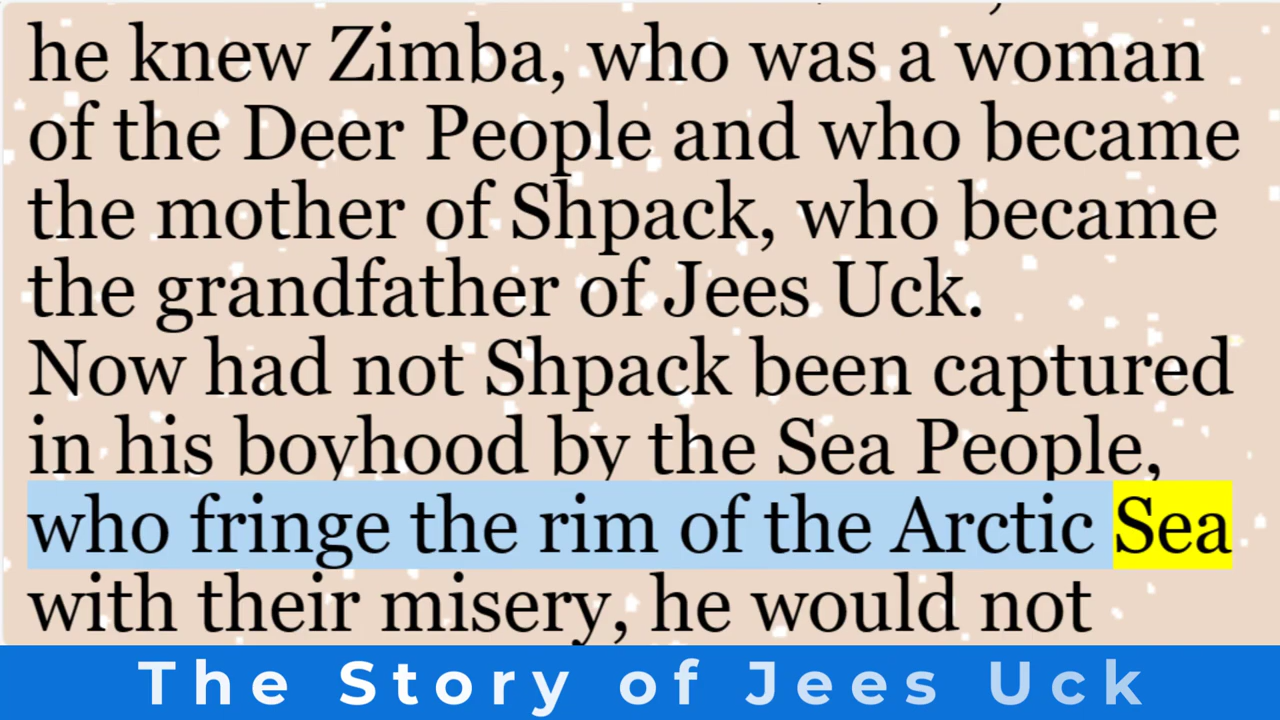 he knew Zimba, who was a woman
of the Deer People and who became
the mother of Shpack, who became
the grandfather of Jees Uck.
Now had not Shpack been captured
in his boyhood by the Sea People,
who fringe the rim of the Arctic Sea
with their misery, he would not
The Story of Jees Uck